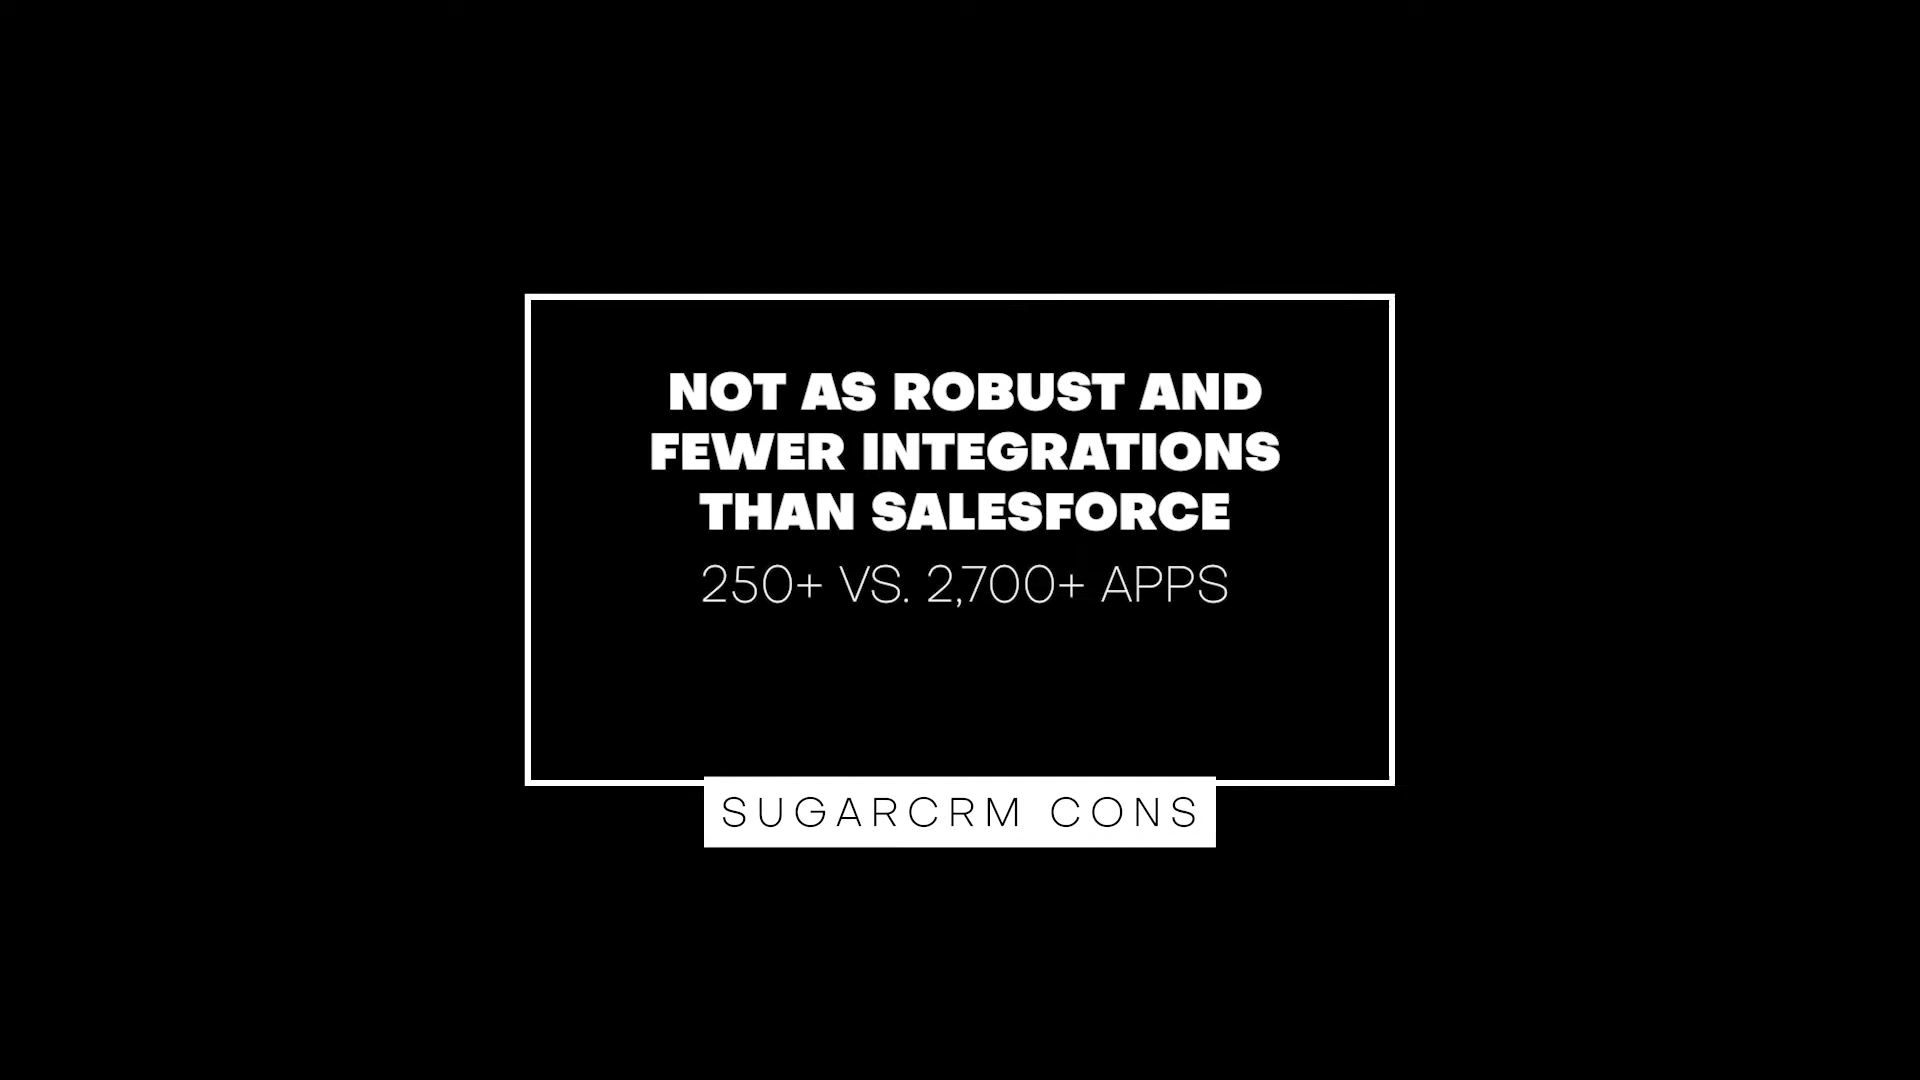 NOT AS ROBUST AND
FEWER INTEGRATIONS
THAN SALESFORCE
250+ VS. 2,700+ APPS
SUGARCRM CONS